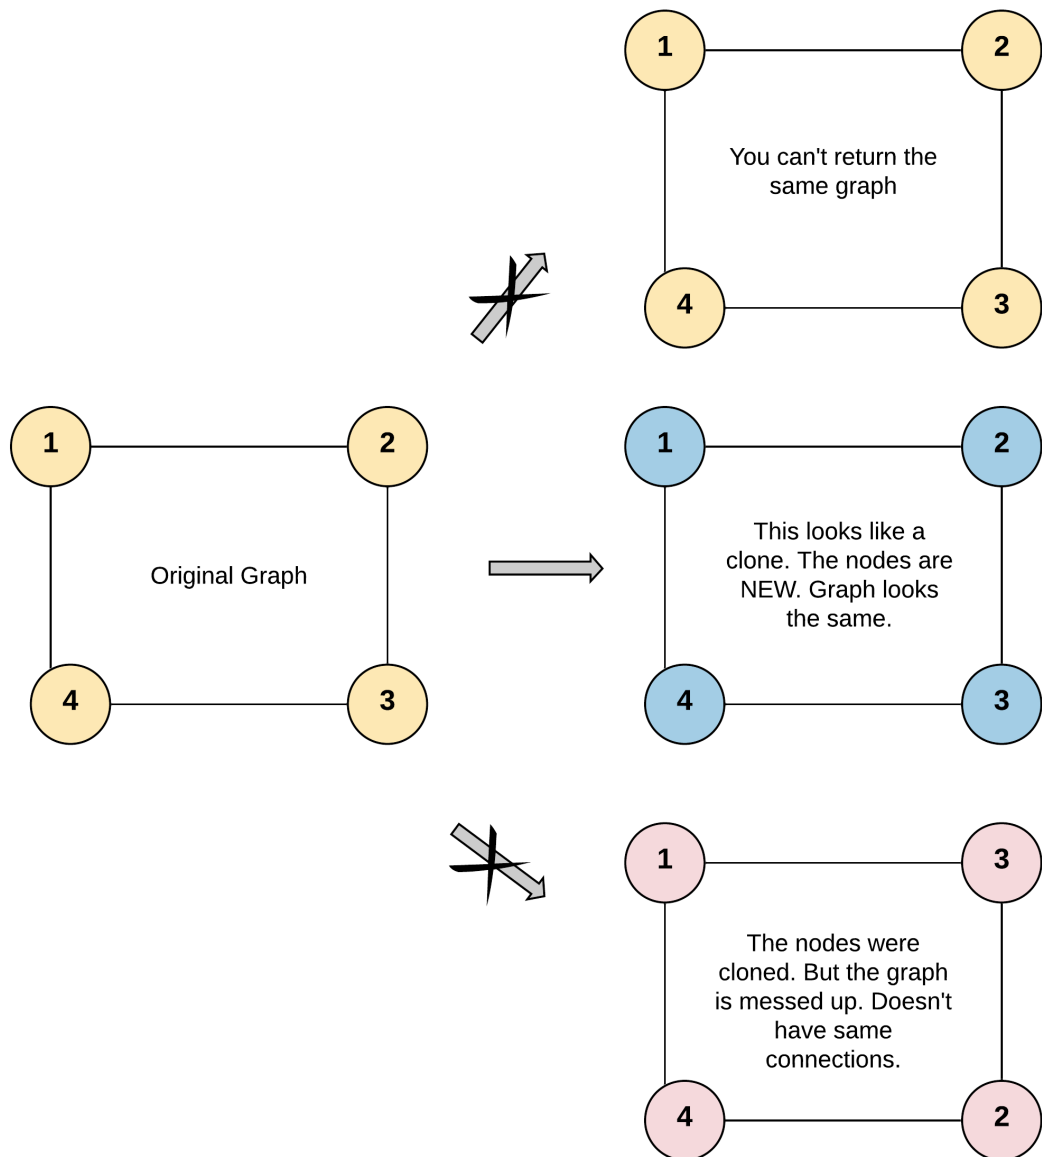 1
2
You can't return the
same graph
4
3
1
2
Original Graph
4
3
1
2
This looks like a
clone. The nodes are
NEW. Graph looks
the same.
4
3
1
3
The nodes were
cloned. But the graph
is messed up. Doesn't
have same
connections.
4
2